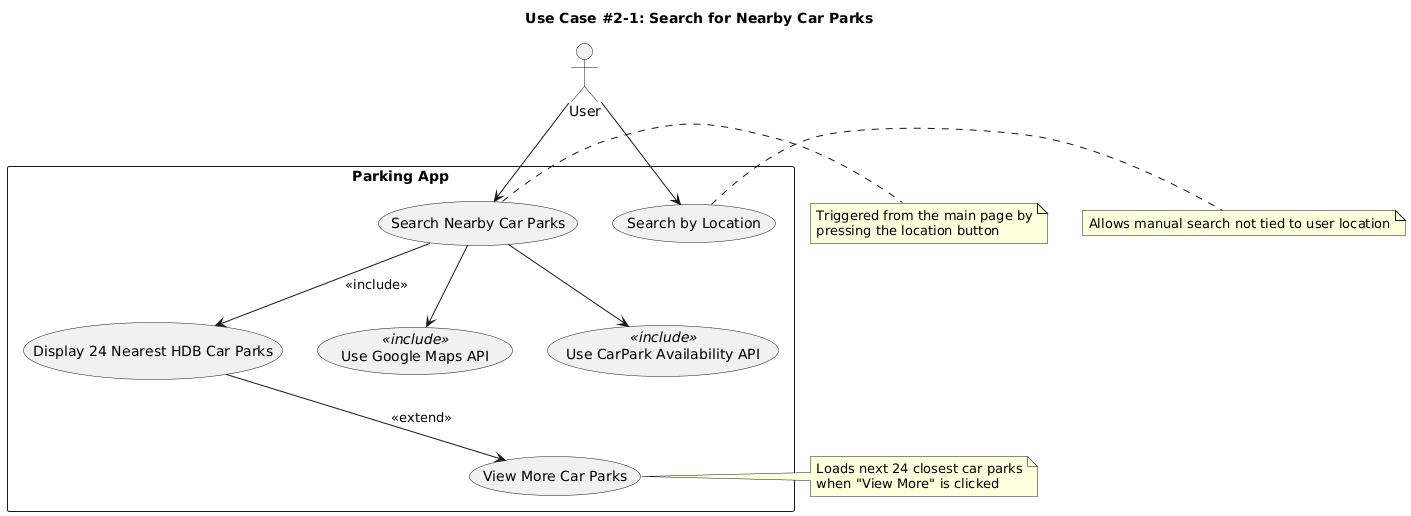 Use Case #2-1: Search for Nearby Car Parks
User
Parking App
Search Nearby Car Parks
Search by Location
Triggered from the main page by
pressing the location button
Allows manual search not tied to user location
«include»
Display 24 Nearest HDB Car Parks
«include»
Use Google Maps API
«include»
Use CarPark Availability API
«extend»
View More Car Parks
Loads next 24 closest car parks
when "View More" is clicked